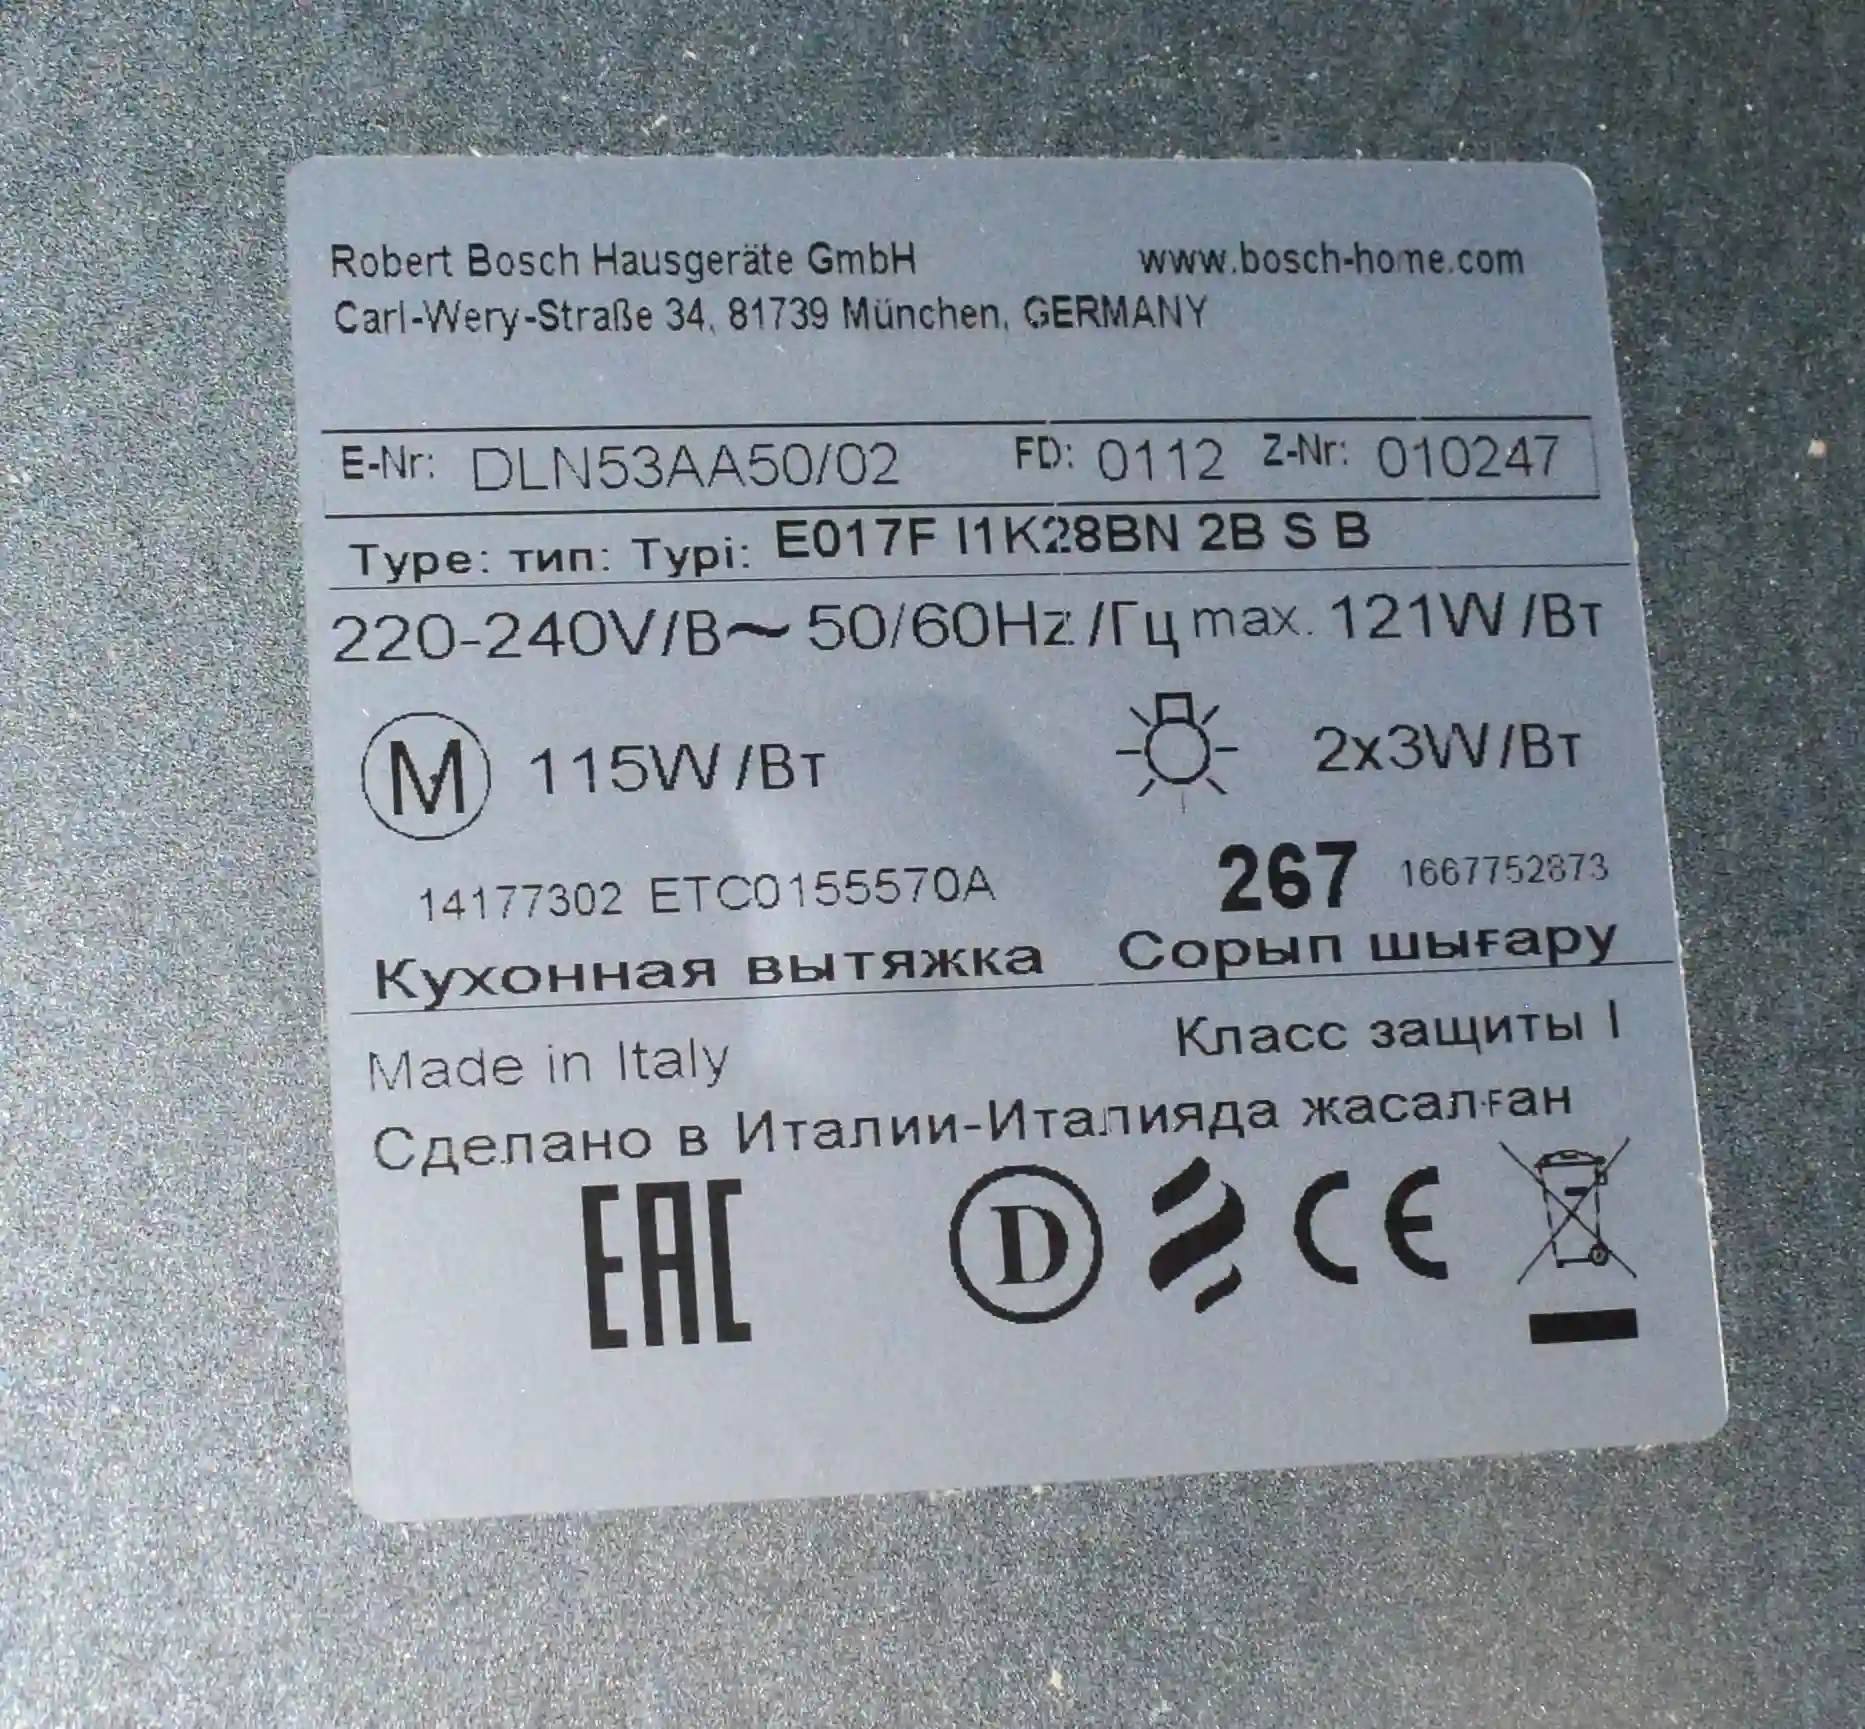 Robert Bosch Hausgeräte GmbH www.bosch-home.com
Carl-Wery-Straße 34, 81739 München, GERMANY
E-Nr: DLN53AA50/02 FD: 0112 Z-Nr: 010247
Type: тип: Typi: E017F I1K28BN 2B S B
220-240V/В~ 50/60Hz/Гц max. 121W/Вт
M 115W/Вт 2x3W/Вт
14177302 ETC0155570A 267 1667752873
Кухонная вытяжка Сорып шығару
Made in Italy Класс защиты I
Сделано в Италии-Италияда жасалған
EAC D CE